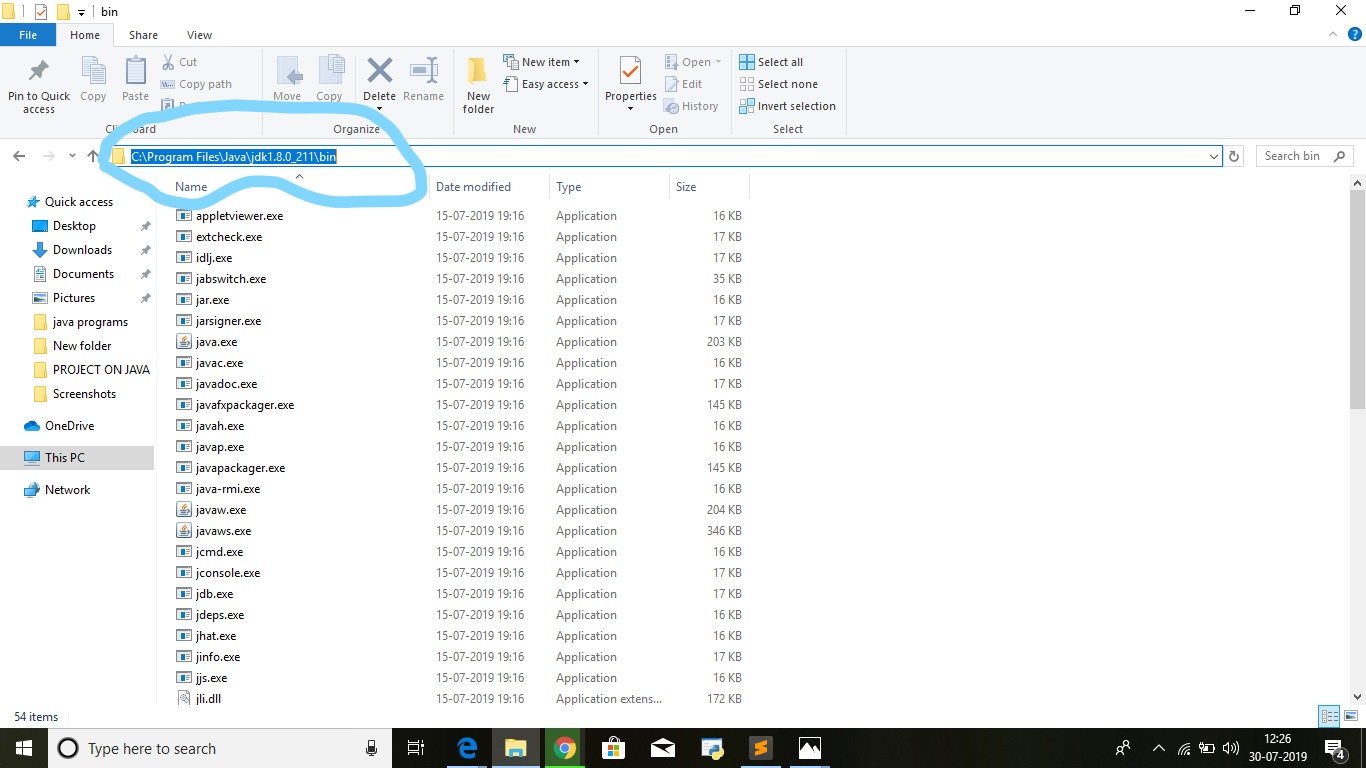 bin
File Home Share View
Pin to Quick access
Copy
Paste
Cut
Copy path
Clipboard
Move
Copy
Delete
Rename
Organize
New folder
New item
Easy access
New
Properties
Open
Edit
History
Open
Select all
Select none
Invert selection
Select
C:\Program Files\Java\jdk1.8.0_211\bin
Search bin
Quick access
Desktop
Downloads
Documents
Pictures
java programs
New folder
PROJECT ON JAVA
Screenshots
OneDrive
This PC
Network
Name Date modified Type Size
appletviewer.exe 15-07-2019 19:16 Application 16 KB
extcheck.exe 15-07-2019 19:16 Application 17 KB
idlj.exe 15-07-2019 19:16 Application 17 KB
jabswitch.exe 15-07-2019 19:16 Application 35 KB
jar.exe 15-07-2019 19:16 Application 16 KB
jarsigner.exe 15-07-2019 19:16 Application 17 KB
java.exe 15-07-2019 19:16 Application 203 KB
javac.exe 15-07-2019 19:16 Application 16 KB
javadoc.exe 15-07-2019 19:16 Application 17 KB
javafxpackager.exe 15-07-2019 19:16 Application 145 KB
javah.exe 15-07-2019 19:16 Application 16 KB
javap.exe 15-07-2019 19:16 Application 16 KB
javapackager.exe 15-07-2019 19:16 Application 145 KB
java-rmi.exe 15-07-2019 19:16 Application 16 KB
javaw.exe 15-07-2019 19:16 Application 204 KB
javaws.exe 15-07-2019 19:16 Application 346 KB
jcmd.exe 15-07-2019 19:16 Application 16 KB
jconsole.exe 15-07-2019 19:16 Application 17 KB
jdb.exe 15-07-2019 19:16 Application 17 KB
jdeps.exe 15-07-2019 19:16 Application 16 KB
jhat.exe 15-07-2019 19:16 Application 16 KB
jinfo.exe 15-07-2019 19:16 Application 17 KB
jjs.exe 15-07-2019 19:16 Application 16 KB
jli.dll 15-07-2019 19:16 Application extens... 172 KB
54 items
Type here to search
12:26
30-07-2019
4